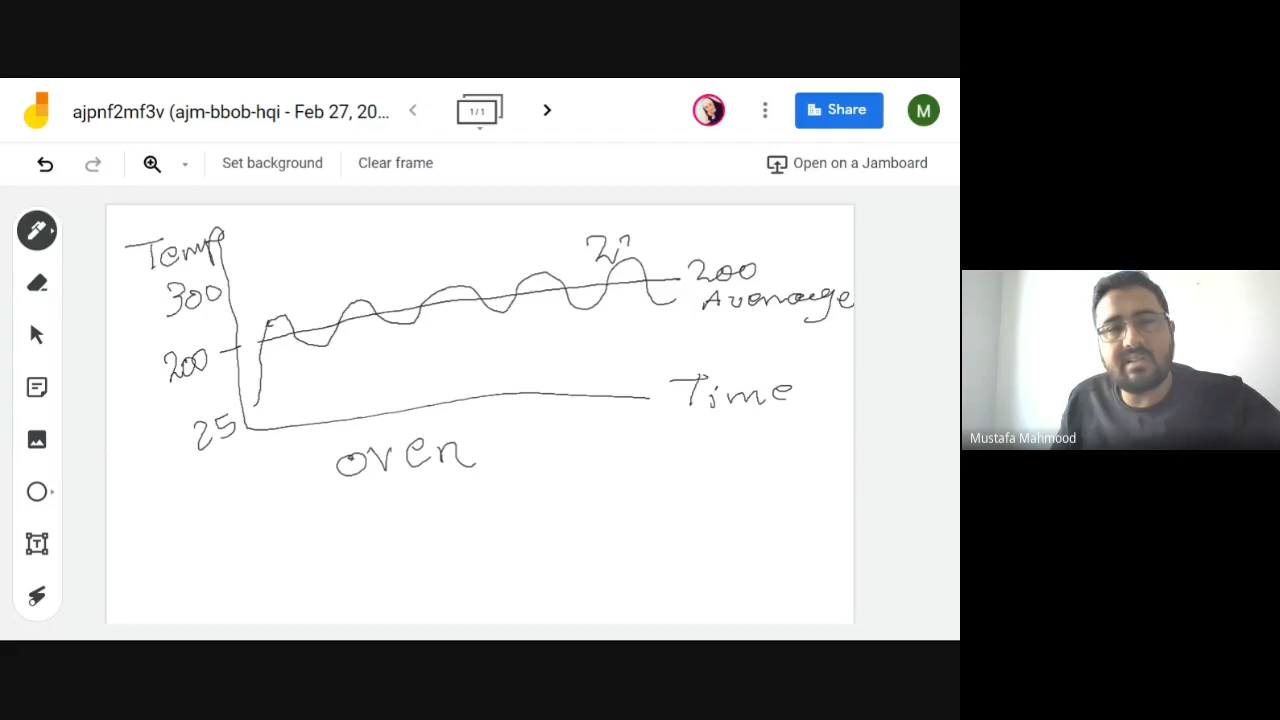 ajpnf2mf3v (ajm-bbob-hqi - Feb 27, 20...
1/1
Share
M
Set background
Clear frame
Open on a Jamboard
Temp
300
200
25
200
Average
Time
oven
Mustafa Mahmood